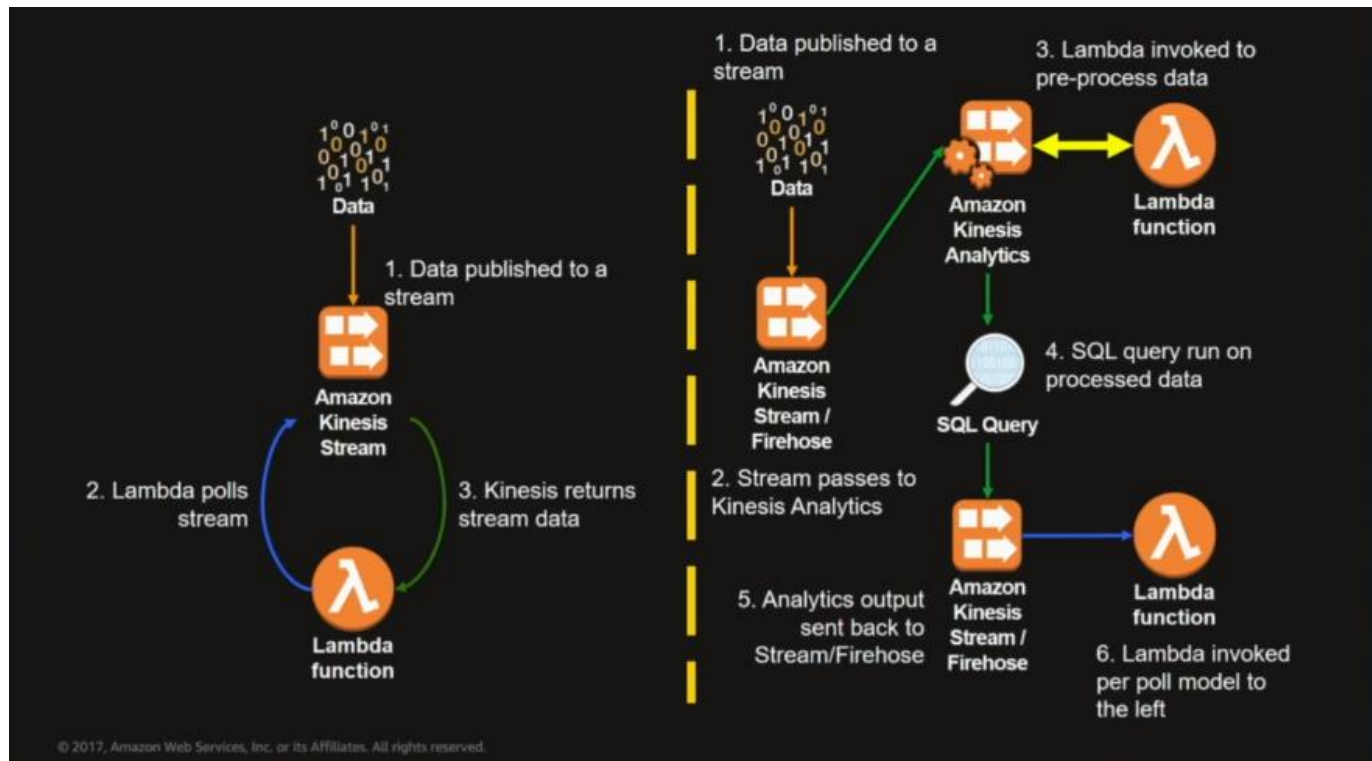 1. Data published to a
stream
3. Lambda invoked to
pre-process data
Data
Data
Lambda
function
Amazon
Kinesis
Analytics
1. Data published to a
stream
Amazon
Kinesis
Stream
Amazon
Kinesis
Stream /
Firehose
4. SQL query run on
processed data
SQL Query
2. Lambda polls
stream
3. Kinesis returns
stream data
2. Stream passes to
Kinesis Analytics
Lambda
function
5. Analytics output
sent back to
Stream/Firehose
Amazon
Kinesis
Stream /
Firehose
Lambda
function
6. Lambda invoked
per poll model to
the left
© 2017, Amazon Web Services, Inc. or its Affiliates. All rights reserved.